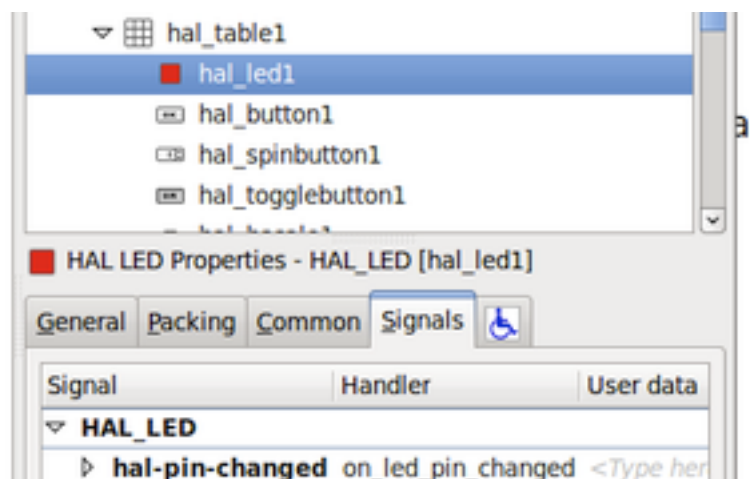 hal_table1
hal_led1
hal_button1
hal_spinbutton1
hal_togglebutton1
HAL LED Properties - HAL_LED [hal_led1]
General Packing Common Signals
Signal Handler User data
HAL_LED
hal-pin-changed on_led_pin_changed <Type her